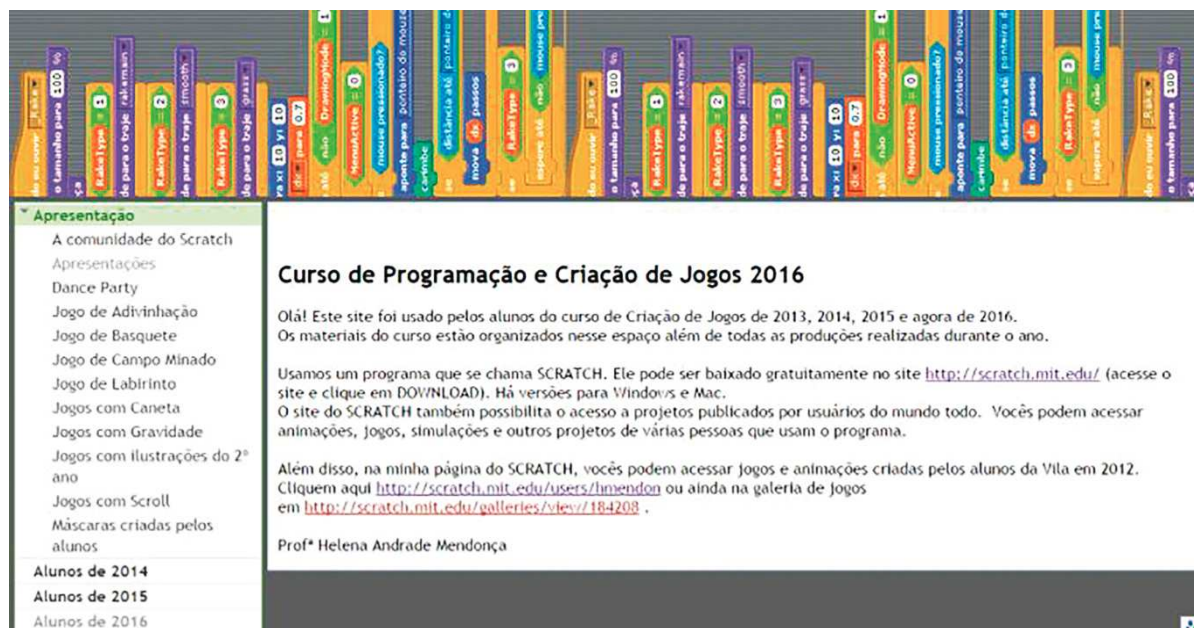 Apresentação
A comunidade do Scratch
Apresentações
Dance Party
Jogo de Adivinhação
Jogo de Basquete
Jogo de Campo Minado
Jogo de Labirinto
Jogos com Caneta
Jogos com Gravidade
Jogos com ilustrações do 2º
ano
Jogos com Scroll
Máscaras criadas pelos
alunos
Alunos de 2014
Alunos de 2015
Alunos de 2016
Curso de Programação e Criação de Jogos 2016
Olá! Este site foi usado pelos alunos do curso de Criação de Jogos de 2013, 2014, 2015 e agora de 2016.
Os materiais do curso estão organizados nesse espaço além de todas as produções realizadas durante o ano.
Usamos um programa que se chama SCRATCH. Ele pode ser baixado gratuitamente no site http://scratch.mit.edu/ (acesse o
site e clique em DOWNLOAD). Há versões para Windows e Mac.
O site do SCRATCH também possibilita o acesso a projetos publicados por usuários do mundo todo. Vocês podem acessar
animações, jogos, simulações e outros projetos de várias pessoas que usam o programa.
Além disso, na minha página do SCRATCH, vocês podem acessar jogos e animações criadas pelos alunos da Vila em 2012.
Cliquem aqui http://scratch.mit.edu/users/hmendon ou ainda na galeria de jogos
em http://scratch.mit.edu/galleries/view/184208 .
Profª Helena Andrade Mendonça